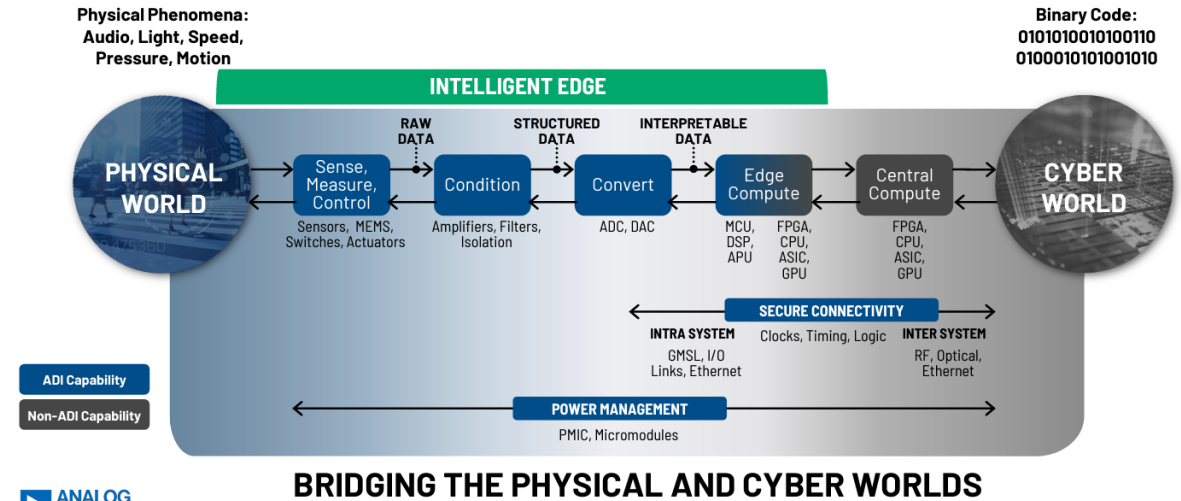 Physical Phenomena:
Audio, Light, Speed,
Pressure, Motion
Binary Code:
0101010010100110
0100010101001010
INTELLIGENT EDGE
RAW
DATA
STRUCTURED
DATA
INTERPRETABLE
DATA
PHYSICAL
WORLD
Sense,
Measure,
Control
Condition
Convert
Edge
Compute
Central
Compute
CYBER
WORLD
Sensors, MEMS,
Switches, Actuators
Amplifiers, Filters,
Isolation
ADC, DAC
MCU,
DSP,
APU
FPGA,
CPU,
ASIC,
GPU
FPGA,
CPU,
ASIC,
GPU
SECURE CONNECTIVITY
INTRA SYSTEM
GMSL, I/O
Links, Ethernet
Clocks, Timing, Logic
INTER SYSTEM
RF, Optical,
Ethernet
ADI Capability
Non-ADI Capability
POWER MANAGEMENT
PMIC, Micromodules
BRIDGING THE PHYSICAL AND CYBER WORLDS
ANALOG